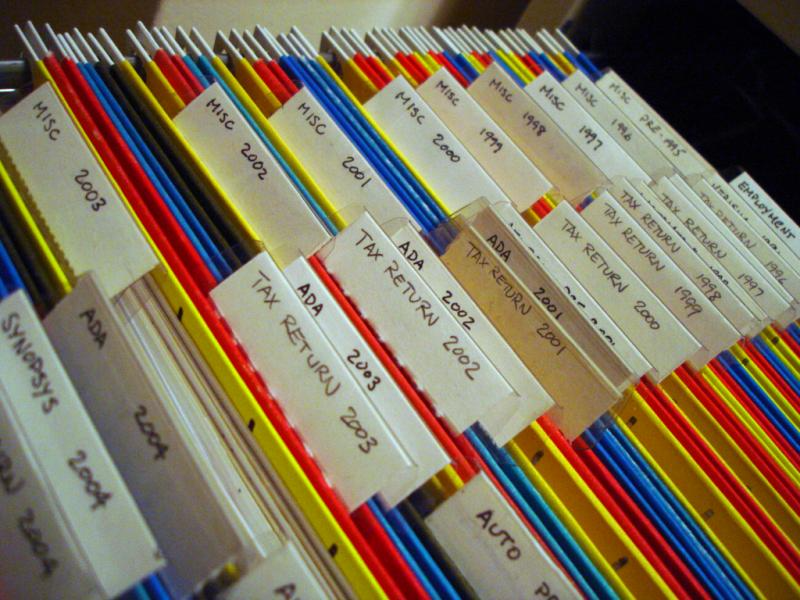 MISC
2003
MISC
2002
MISC
2001
MISC
2000
MISC
1999
MISC
1998
MISC
1997
MISC
1996
MISC
PRE-1995
SYNOPSYS
2004
2004
ADA
2004
TAX RETURN 2003
ADA
2003
TAX RETURN 2002
ADA
2002
TAX RETURN 2001
ADA
2001
TAX RETURN
2000
TAX RETURN
1999
TAX RETURN
1998
TAX RETURN
1997
1996
EMPLOYMENT
AUTO